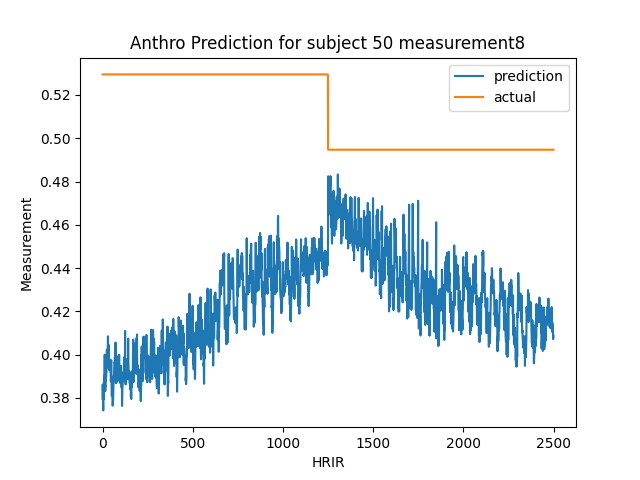 Anthro Prediction for subject 50 measurement8
prediction
actual
Measurement
0.52
0.50
0.48
0.46
0.44
0.42
0.40
0.38
0 500 1000 1500 2000 2500
HRIR